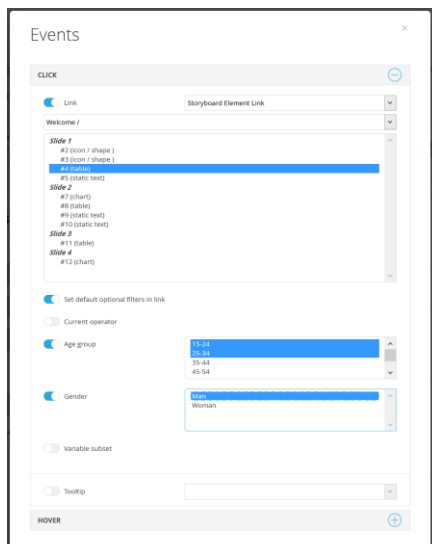 Events
×
CLICK
Link
Storyboard Element Link
Welcome /
Slide 1
#2 (icon / shape )
#3 (icon / shape )
#4 (table)
#5 (static text)
Slide 2
#7 (chart)
#8 (table)
#9 (static text)
#10 (static text)
Slide 3
#11 (table)
Slide 4
#12 (chart)
Set default optional filters in link
Current operator
Age group
15-24
25-34
35-44
45-54
Gender
Man
Woman
Variable subset
Tooltip
HOVER